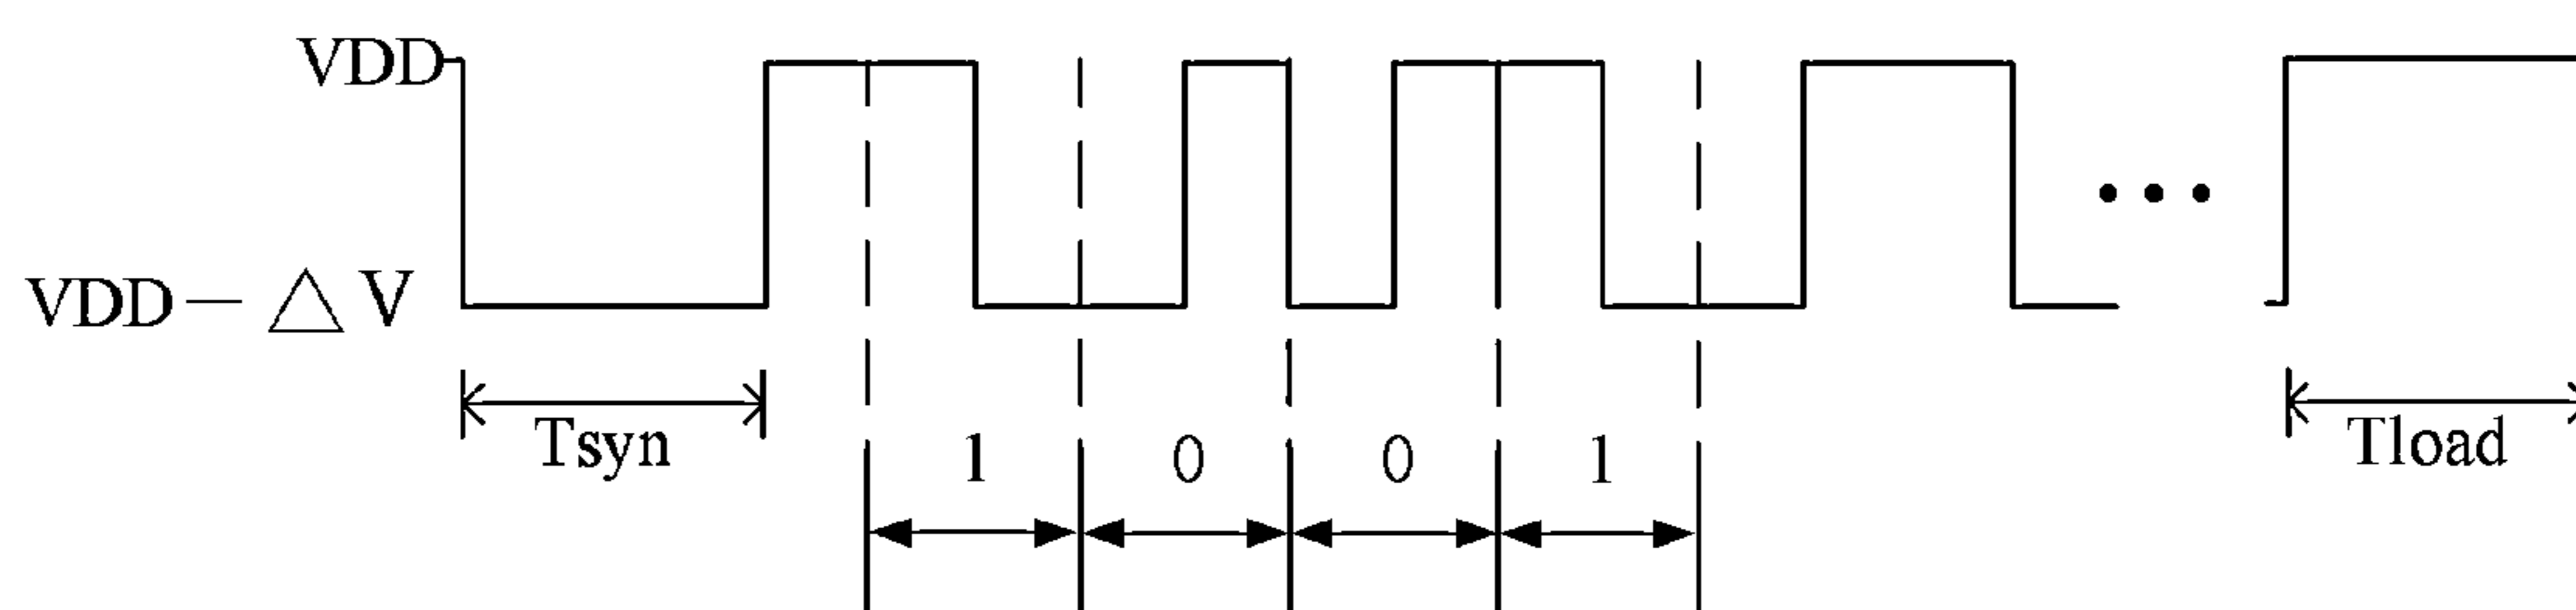 VDD
VDD — △V
•••
Tsyn
Tload
1 0 0 1